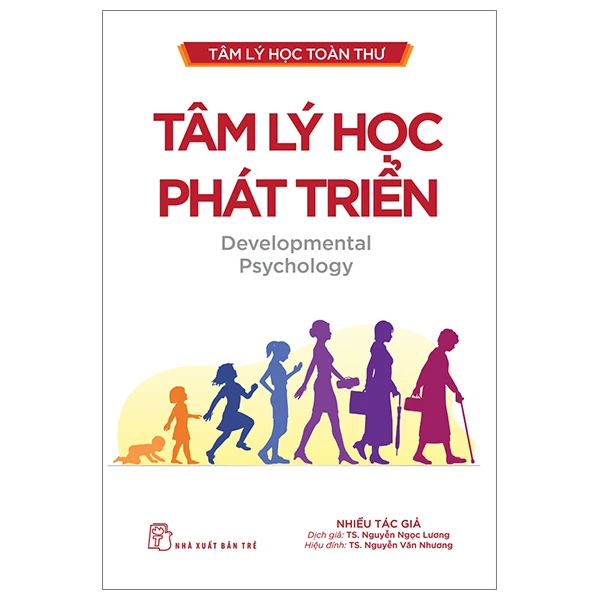 TÂM LÝ HỌC TOÀN THƯ
TÂM LÝ HỌC
PHÁT TRIỂN
Developmental
Psychology
NHIỀU TÁC GIẢ
Dịch giả: TS. Nguyễn Ngọc Lương
Hiệu đính: TS. Nguyễn Văn Nhương
NHÀ XUẤT BẢN TRẺ